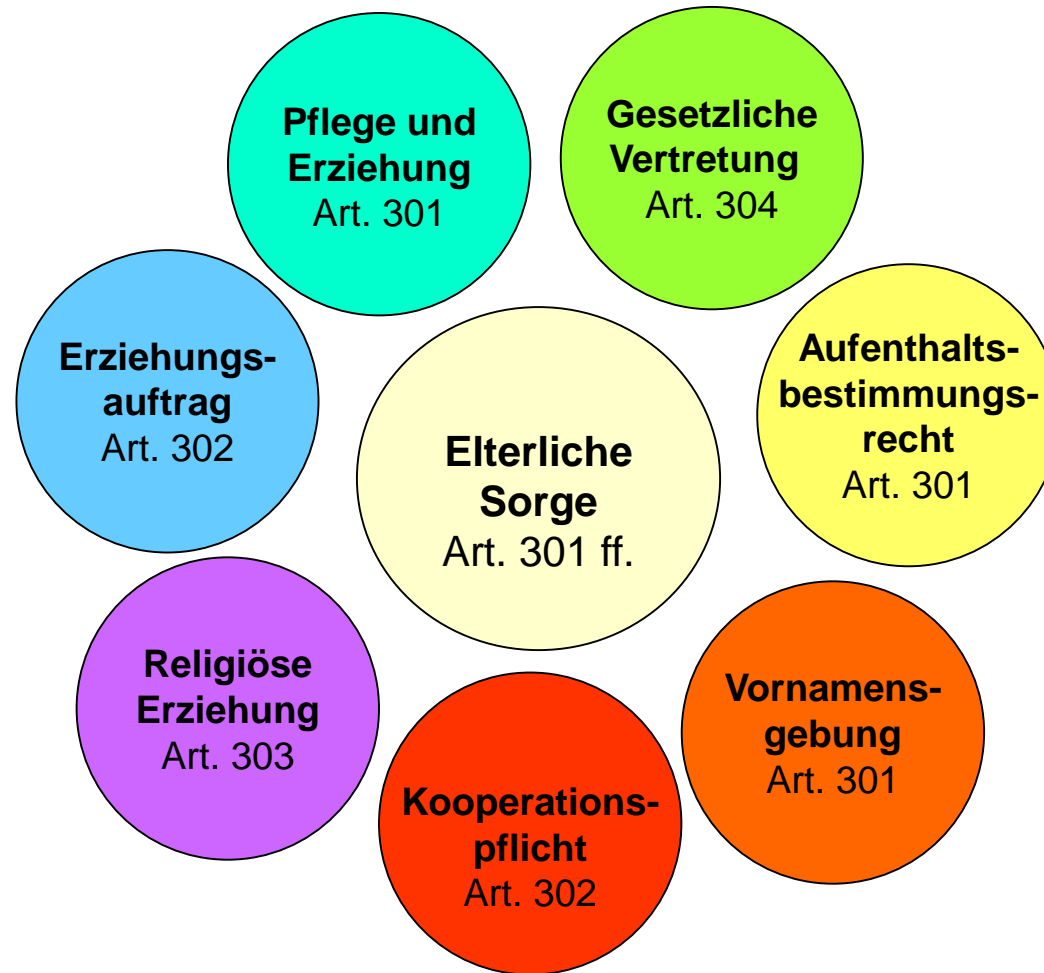 Pflege und
Erziehung
Art. 301
Gesetzliche
Vertretung
Art. 304
Erziehungs-
auftrag
Art. 302
Elterliche
Sorge
Art. 301 ff.
Aufenthalts-
bestimmungs-
recht
Art. 301
Religiöse
Erziehung
Art. 303
Kooperations-
pflicht
Art. 302
Vornamens-
gebung
Art. 301